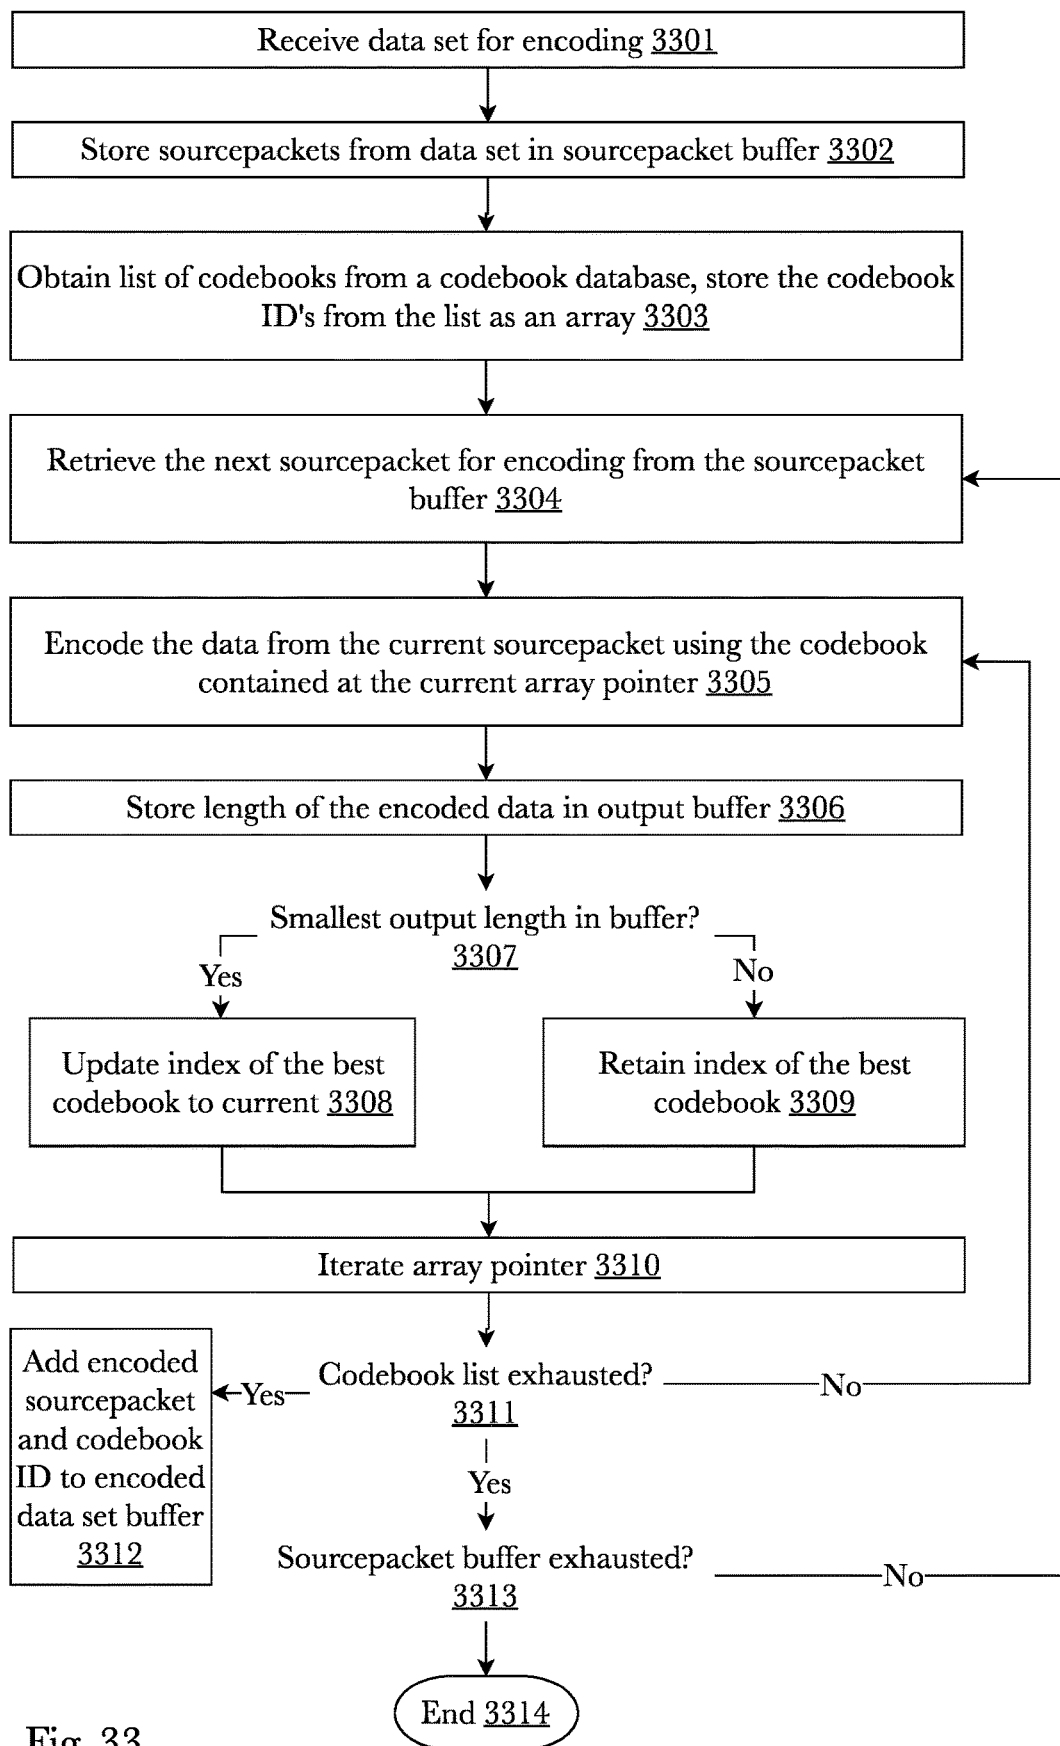 Receive data set for encoding 3301
Store sourcepackets from data set in sourcepacket buffer 3302
Obtain list of codebooks from a codebook database, store the codebook
ID's from the list as an array 3303
Retrieve the next sourcepacket for encoding from the sourcepacket
buffer 3304
Encode the data from the current sourcepacket using the codebook
contained at the current array pointer 3305
Store length of the encoded data in output buffer 3306
Smallest output length in buffer?
3307
Yes
No
Update index of the best
codebook to current 3308
Retain index of the best
codebook 3309
Iterate array pointer 3310
Codebook list exhausted?
3311
Yes
No
Add encoded
sourcepacket
and codebook
ID to encoded
data set buffer
3312
Yes
Sourcepacket buffer exhausted?
3313
No
End 3314
Fig. 33